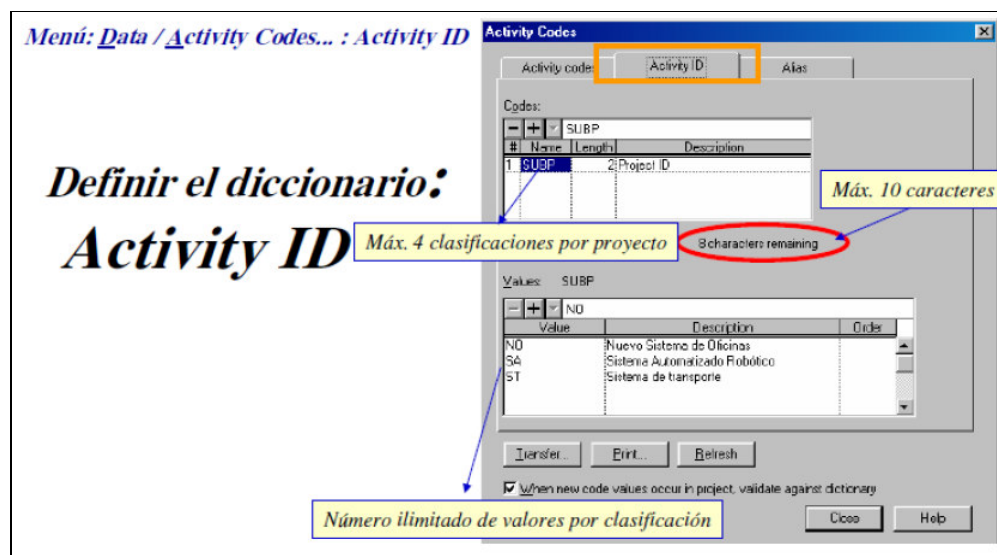 Menú: Data / Activity Codes... : Activity ID
Activity Codes
Activity codes
Activity ID
Alias
Codes:
SUBP
# Name Length Description
1 SUBP 2 Project ID
Definir el diccionario:
Activity ID
Máx. 10 caracteres
Máx. 4 clasificaciones por proyecto
8 characters remaining
Values: SUBP
NO
Value Description Order
NO Nuevo Sistema de Oficinas
SA Sistema Automatizado Robótico
ST Sistema de transporte
Transfer... Print... Refresh
When new code values occur in project, validate against dictionary
Número ilimitado de valores por clasificación
Close Help